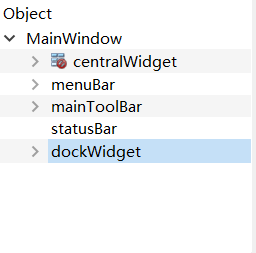 Object
MainWindow
centralWidget
menuBar
mainToolBar
statusBar
dockWidget